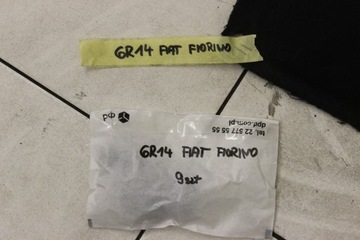 GR14 FIAT FIORINO
dpd
tel. 22 577 55 55
dpd.com.pl
GR14 FIAT FIORINO
9 szt